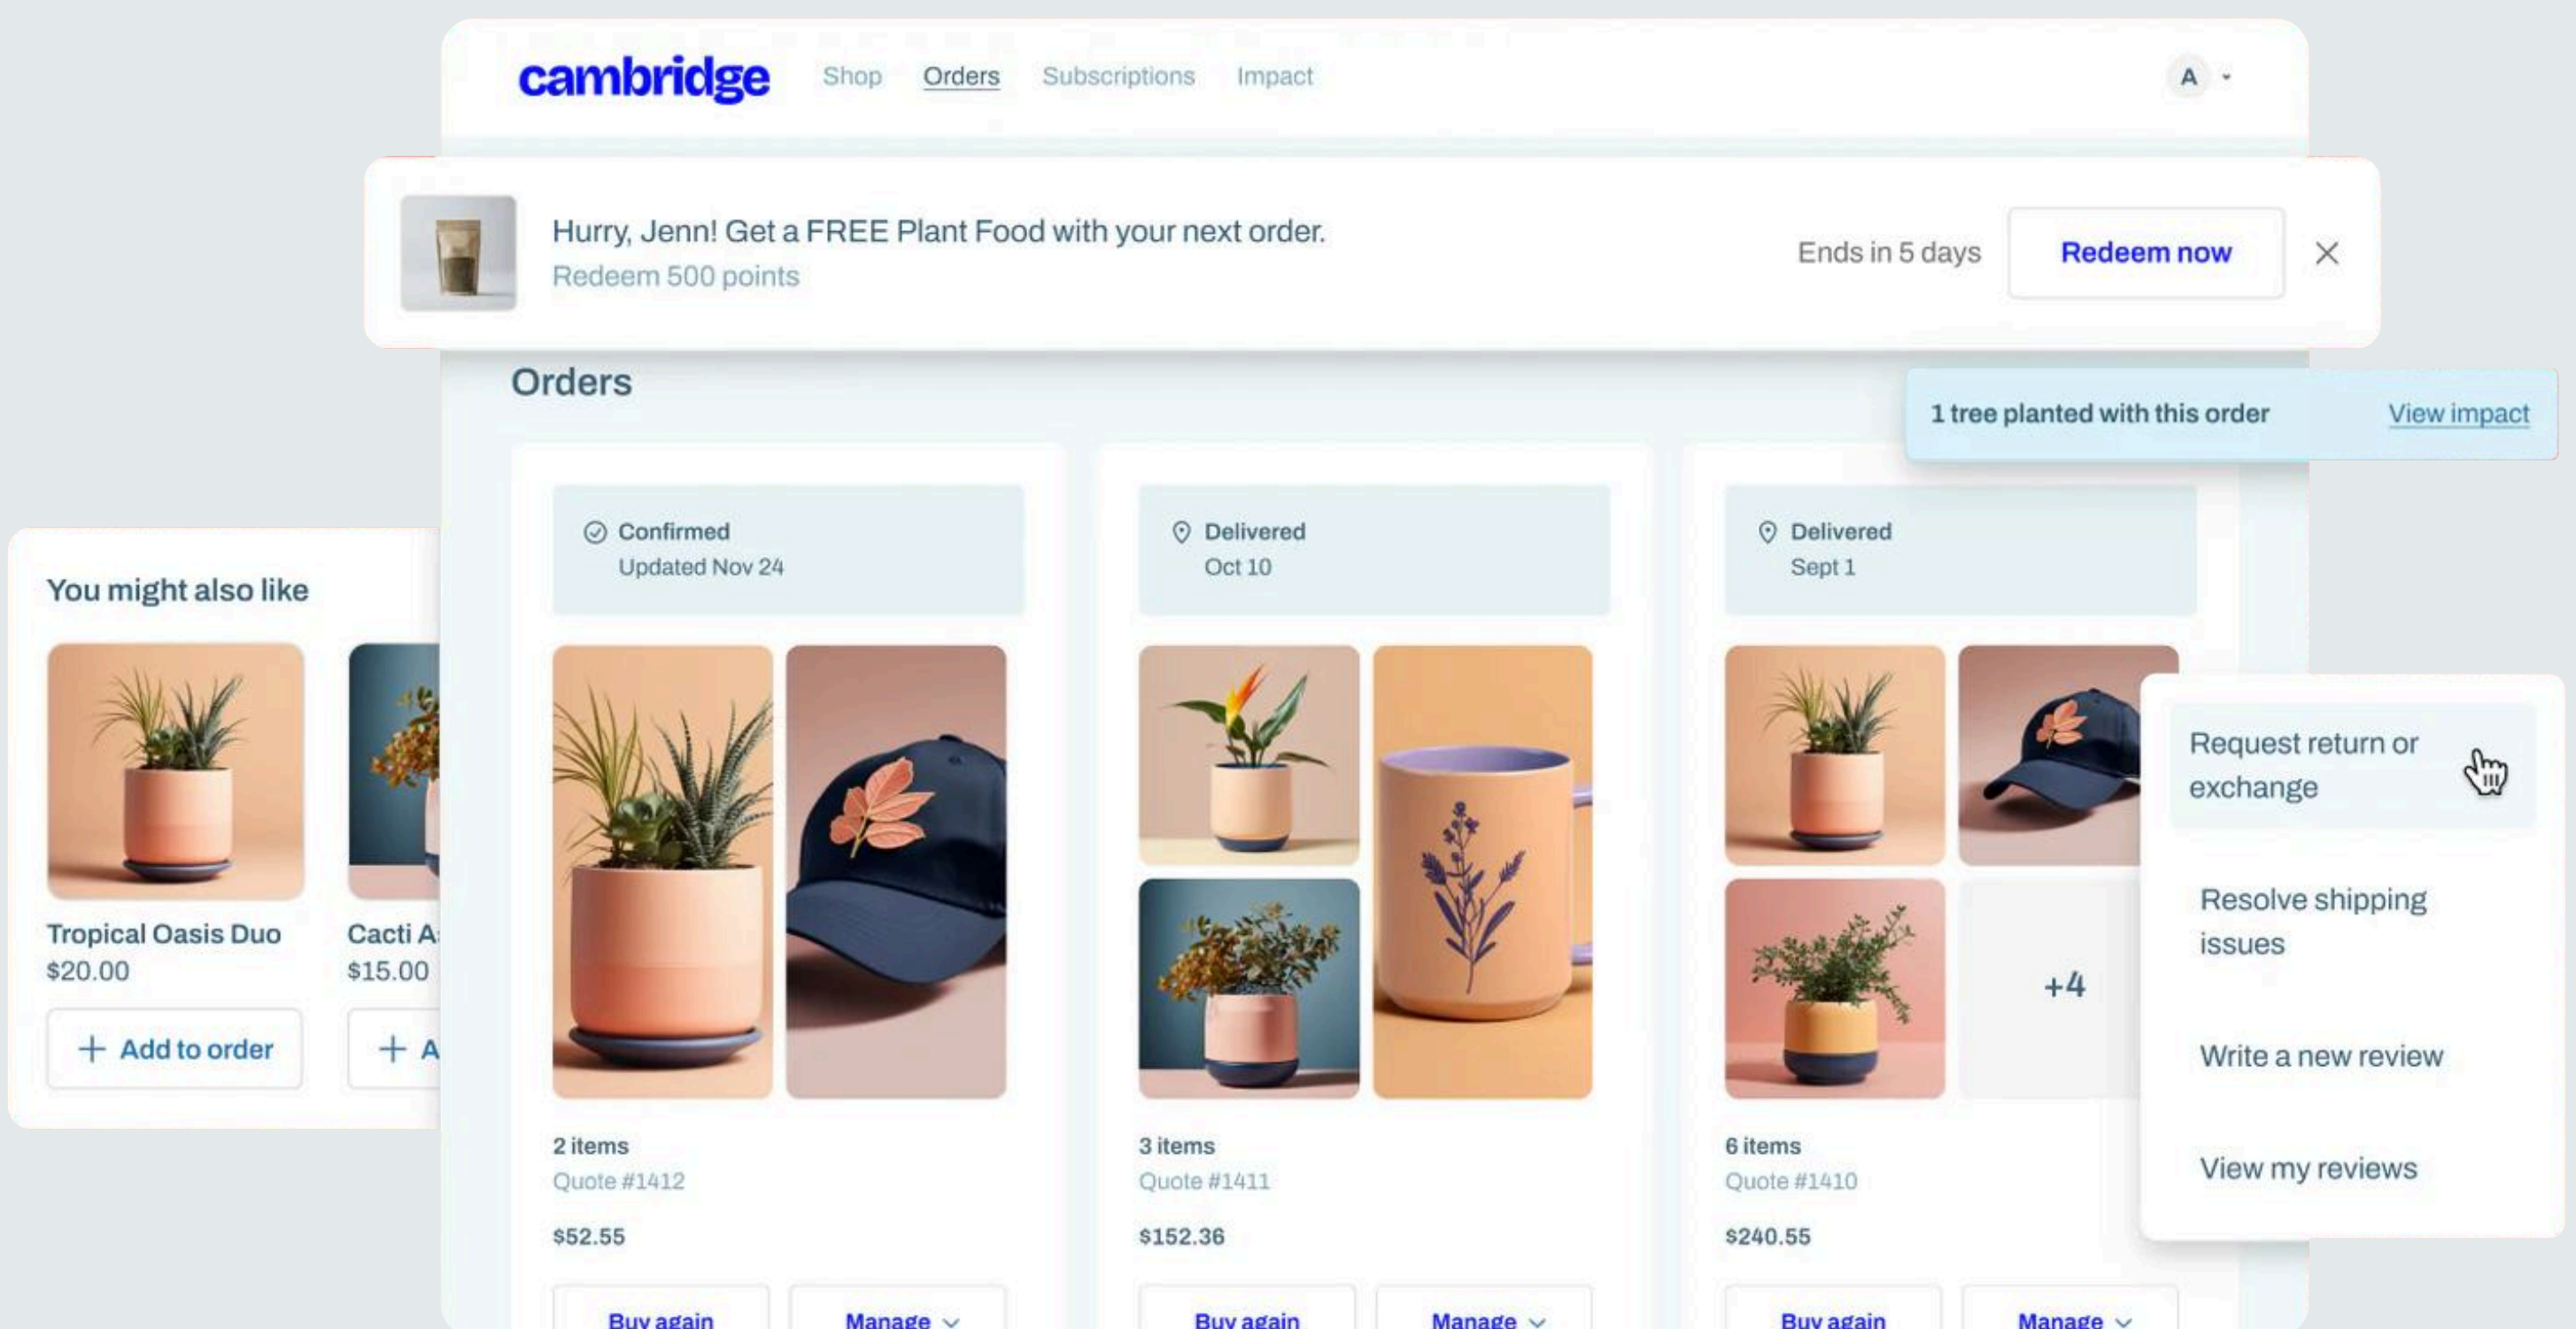 cambridge
Shop
Orders
Subscriptions
Impact
A
Hurry, Jenn! Get a FREE Plant Food with your next order.
Redeem 500 points
Ends in 5 days
Redeem now
Orders
1 tree planted with this order
View impact
You might also like
Tropical Oasis Duo
$20.00
+ Add to order
Cacti
$15.00
+
Confirmed
Updated Nov 24
2 items
Quote #1412
$52.55
Buy again
Manage
Delivered
Oct 10
3 items
Quote #1411
$152.36
Buy again
Manage
Delivered
Sept 1
+4
6 items
Quote #1410
$240.55
Buy again
Manage
Request return or
exchange
Resolve shipping
issues
Write a new review
View my reviews